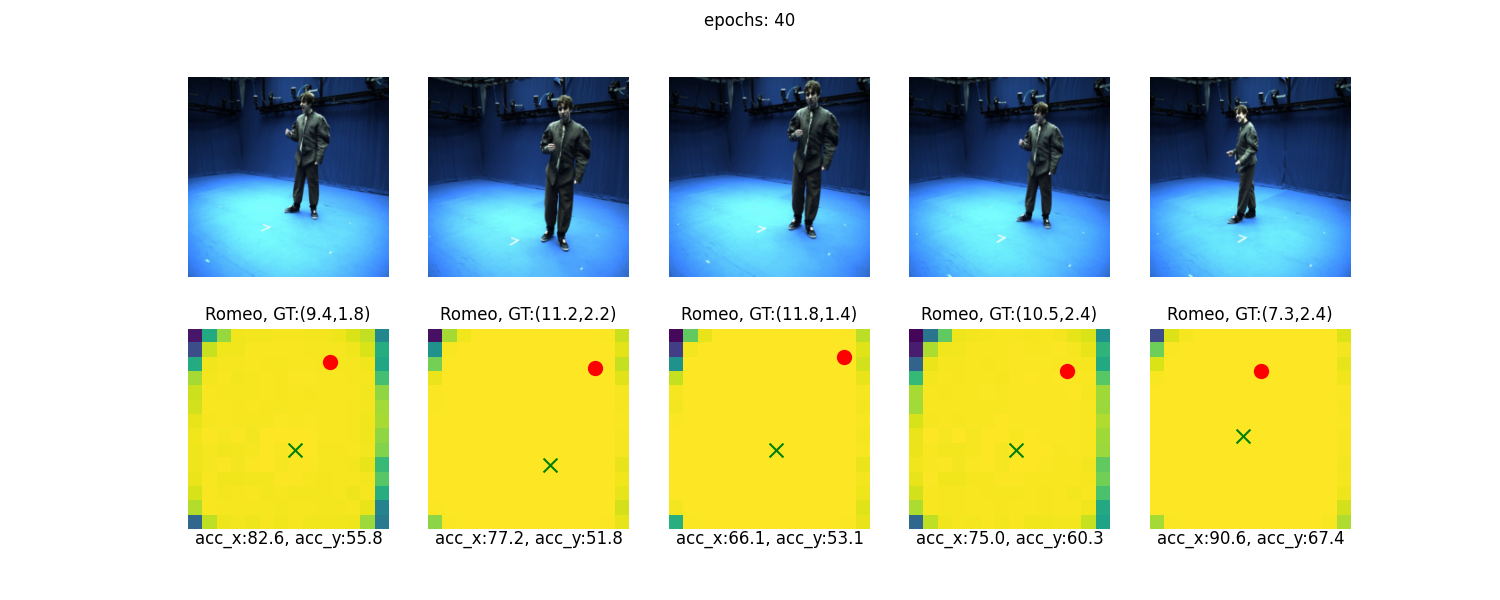 epochs: 40
Romeo, GT:(9.4,1.8)
Romeo, GT:(11.2,2.2)
Romeo, GT:(11.8,1.4)
Romeo, GT:(10.5,2.4)
Romeo, GT:(7.3,2.4)
acc_x:82.6, acc_y:55.8
acc_x:77.2, acc_y:51.8
acc_x:66.1, acc_y:53.1
acc_x:75.0, acc_y:60.3
acc_x:90.6, acc_y:67.4